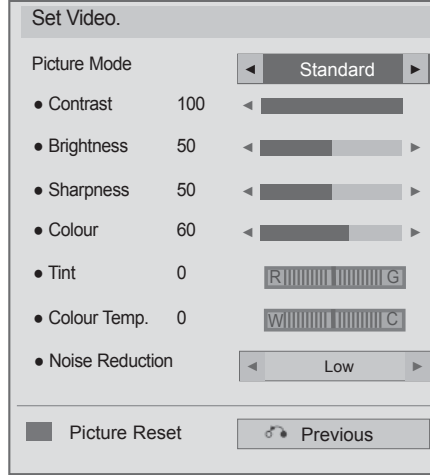 Set Video.
Picture Mode ◄ Standard ►
● Contrast 100 ◄
● Brightness 50 ◄ ►
● Sharpness 50 ◄ ►
● Colour 60 ◄ ►
● Tint 0 R G
● Colour Temp. 0 W C
● Noise Reduction ◄ Low ►
Picture Reset Previous